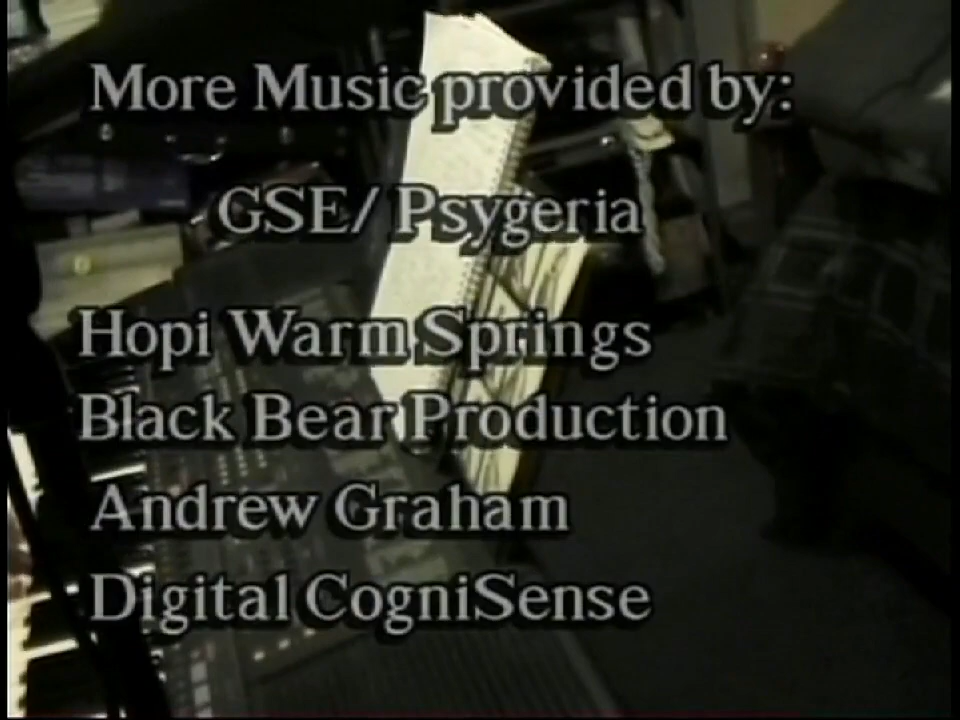 More Music provided by:
GSE/ Psygeria
Hopi Warm Springs
Black Bear Production
Andrew Graham
Digital CogniSense